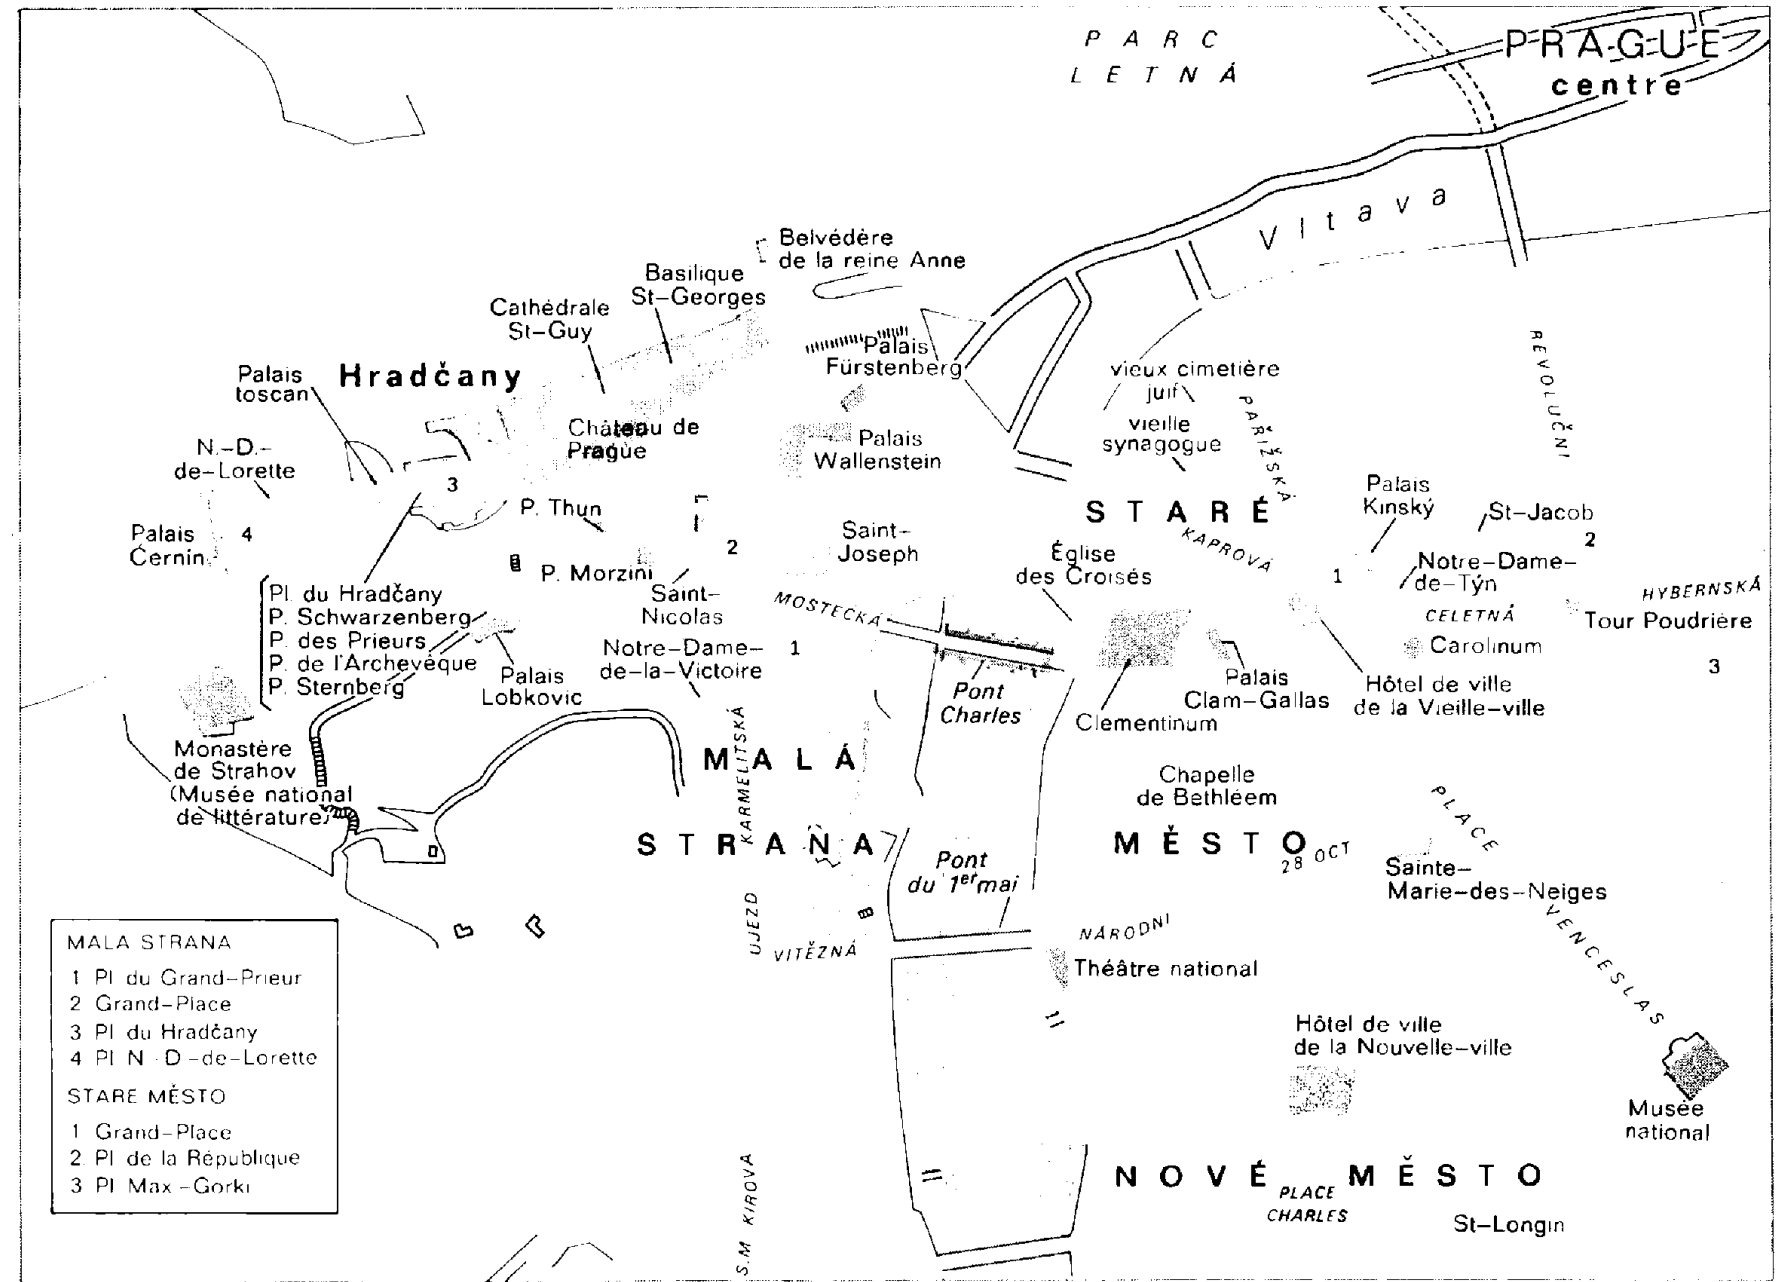 PARC
LETNÁ
PRAGUE
centre
Vltava
Belvédère
de la reine Anne
Basilique
St-Georges
Cathédrale
St-Guy
Palais
Fürstenberg
Hradčany
Palais
toscan
vieux cimetière
juif
vieille
synagogue
PAŘÍŽSKÁ
REVOLUČNI
Château de
Prague
Palais
Wallenstein
N.-D.-
de-Lorette
3
P. Thun
STARÉ
Palais
Kinský
St-Jacob
2
Palais
Černín
4
2
Saint-
Joseph
Église
des Croisés
KAPROVÁ
1
Notre-Dame-
de-Týn
HYBERNSKÁ
P. Morzini
Saint-
Nicolas
MOSTECKÁ
CELETNÁ
Tour Poudrière
Pl. du Hradčany
P. Schwarzenberg
P. des Prieurs
P. de l'Archevêque
P. Sternberg
Notre-Dame-
de-la-Victoire
1
Carolinum
3
Palais
Lobkovic
Pont
Charles
Clementinum
Palais
Clam-Gallas
Hôtel de ville
de la Vieille-ville
Monastère
de Strahov
(Musée national
de littérature)
KARMELITSKÁ
MALÁ
STRANA
Chapelle
de Bethléem
MĚSTO
28 OCT
PLACE
VENCESLAS
Sainte-
Marie-des-Neiges
Pont
du 1er mai
UJEZD
VITĚZNÁ
NÁRODNI
Théâtre national
Hôtel de ville
de la Nouvelle-ville
Musée
national
NOVÉ MĚSTO
PLACE
CHARLES
St-Longin
S.M KIROVA
MALA STRANA
1 Pl du Grand-Prieur
2 Grand-Place
3 Pl du Hradčany
4 Pl N-D-de-Lorette
STARE MĚSTO
1 Grand-Place
2 Pl de la République
3 Pl Max-Gorki